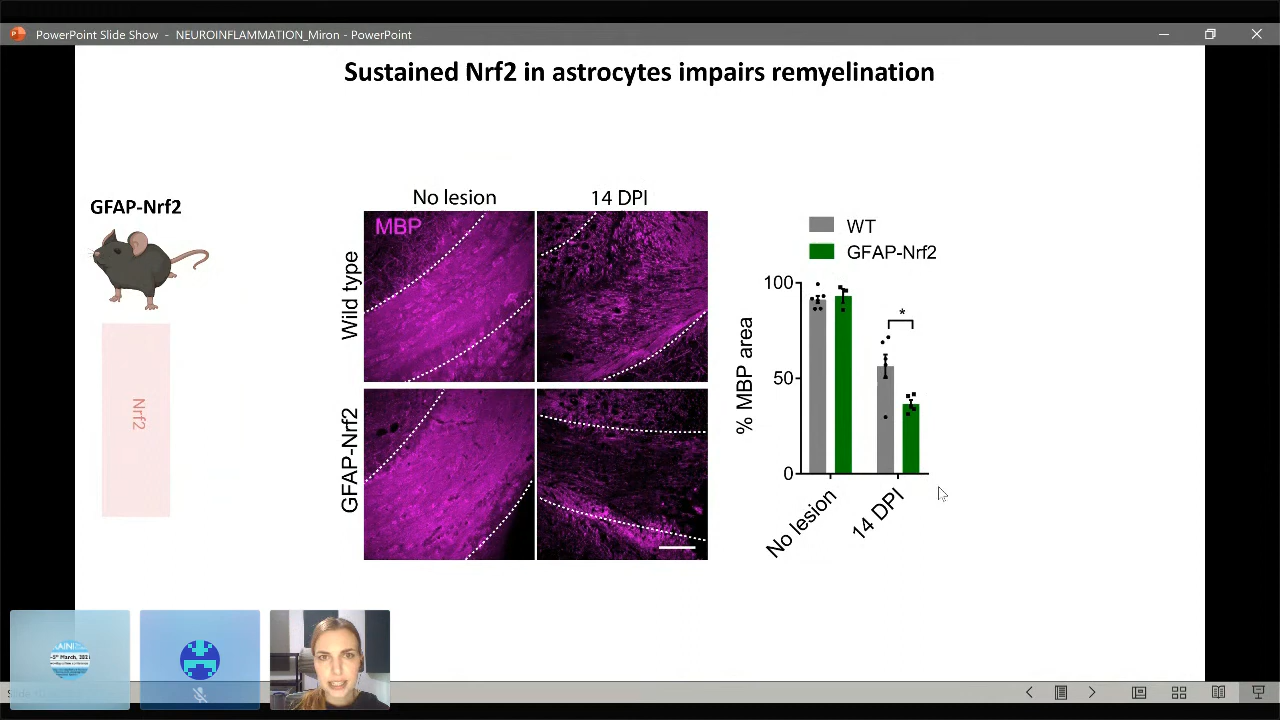 PowerPoint Slide Show - NEUROINFLAMMATION_Miron - PowerPoint
Sustained Nrf2 in astrocytes impairs remyelination
GFAP-Nrf2
Nrf2
No lesion
14 DPI
MBP
Wild type
GFAP-Nrf2
WT
GFAP-Nrf2
% MBP area
100
50
0
*
No lesion
14 DPI